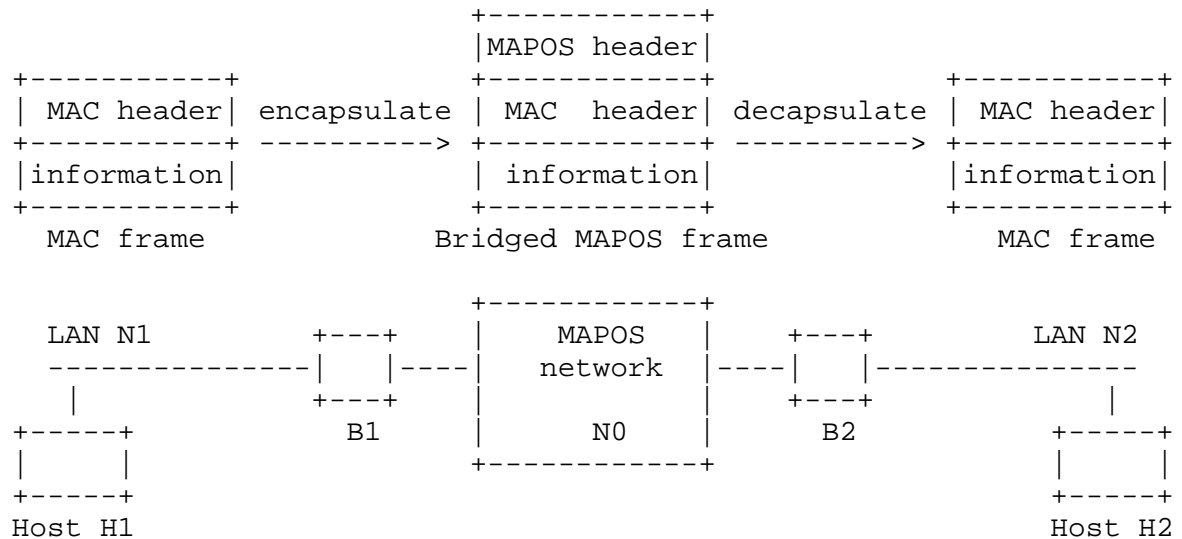 MAPOS header
MAC header encapsulate MAC header decapsulate MAC header
information information information
MAC frame Bridged MAPOS frame MAC frame
LAN N1 MAPOS LAN N2
network
B1 N0 B2
Host H1 Host H2